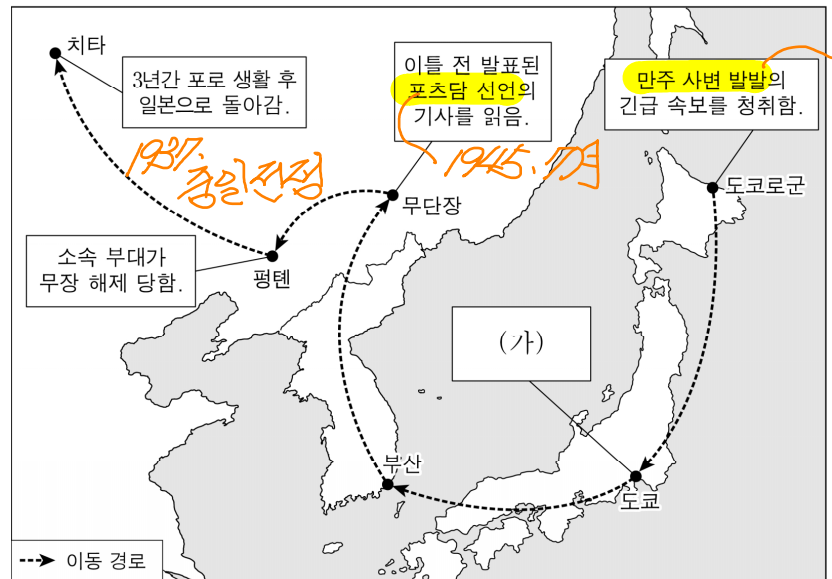 치타
3년간 포로 생활 후
일본으로 돌아감.
이틀 전 발표된
포츠담 선언의
기사를 읽음.
만주 사변 발발의
긴급 속보를 청취함.
1937.
중일전쟁
1945.7月
무단장
도코로군
소속 부대가
무장 해제 당함.
펑톈
(가)
부산
도쿄
이동 경로